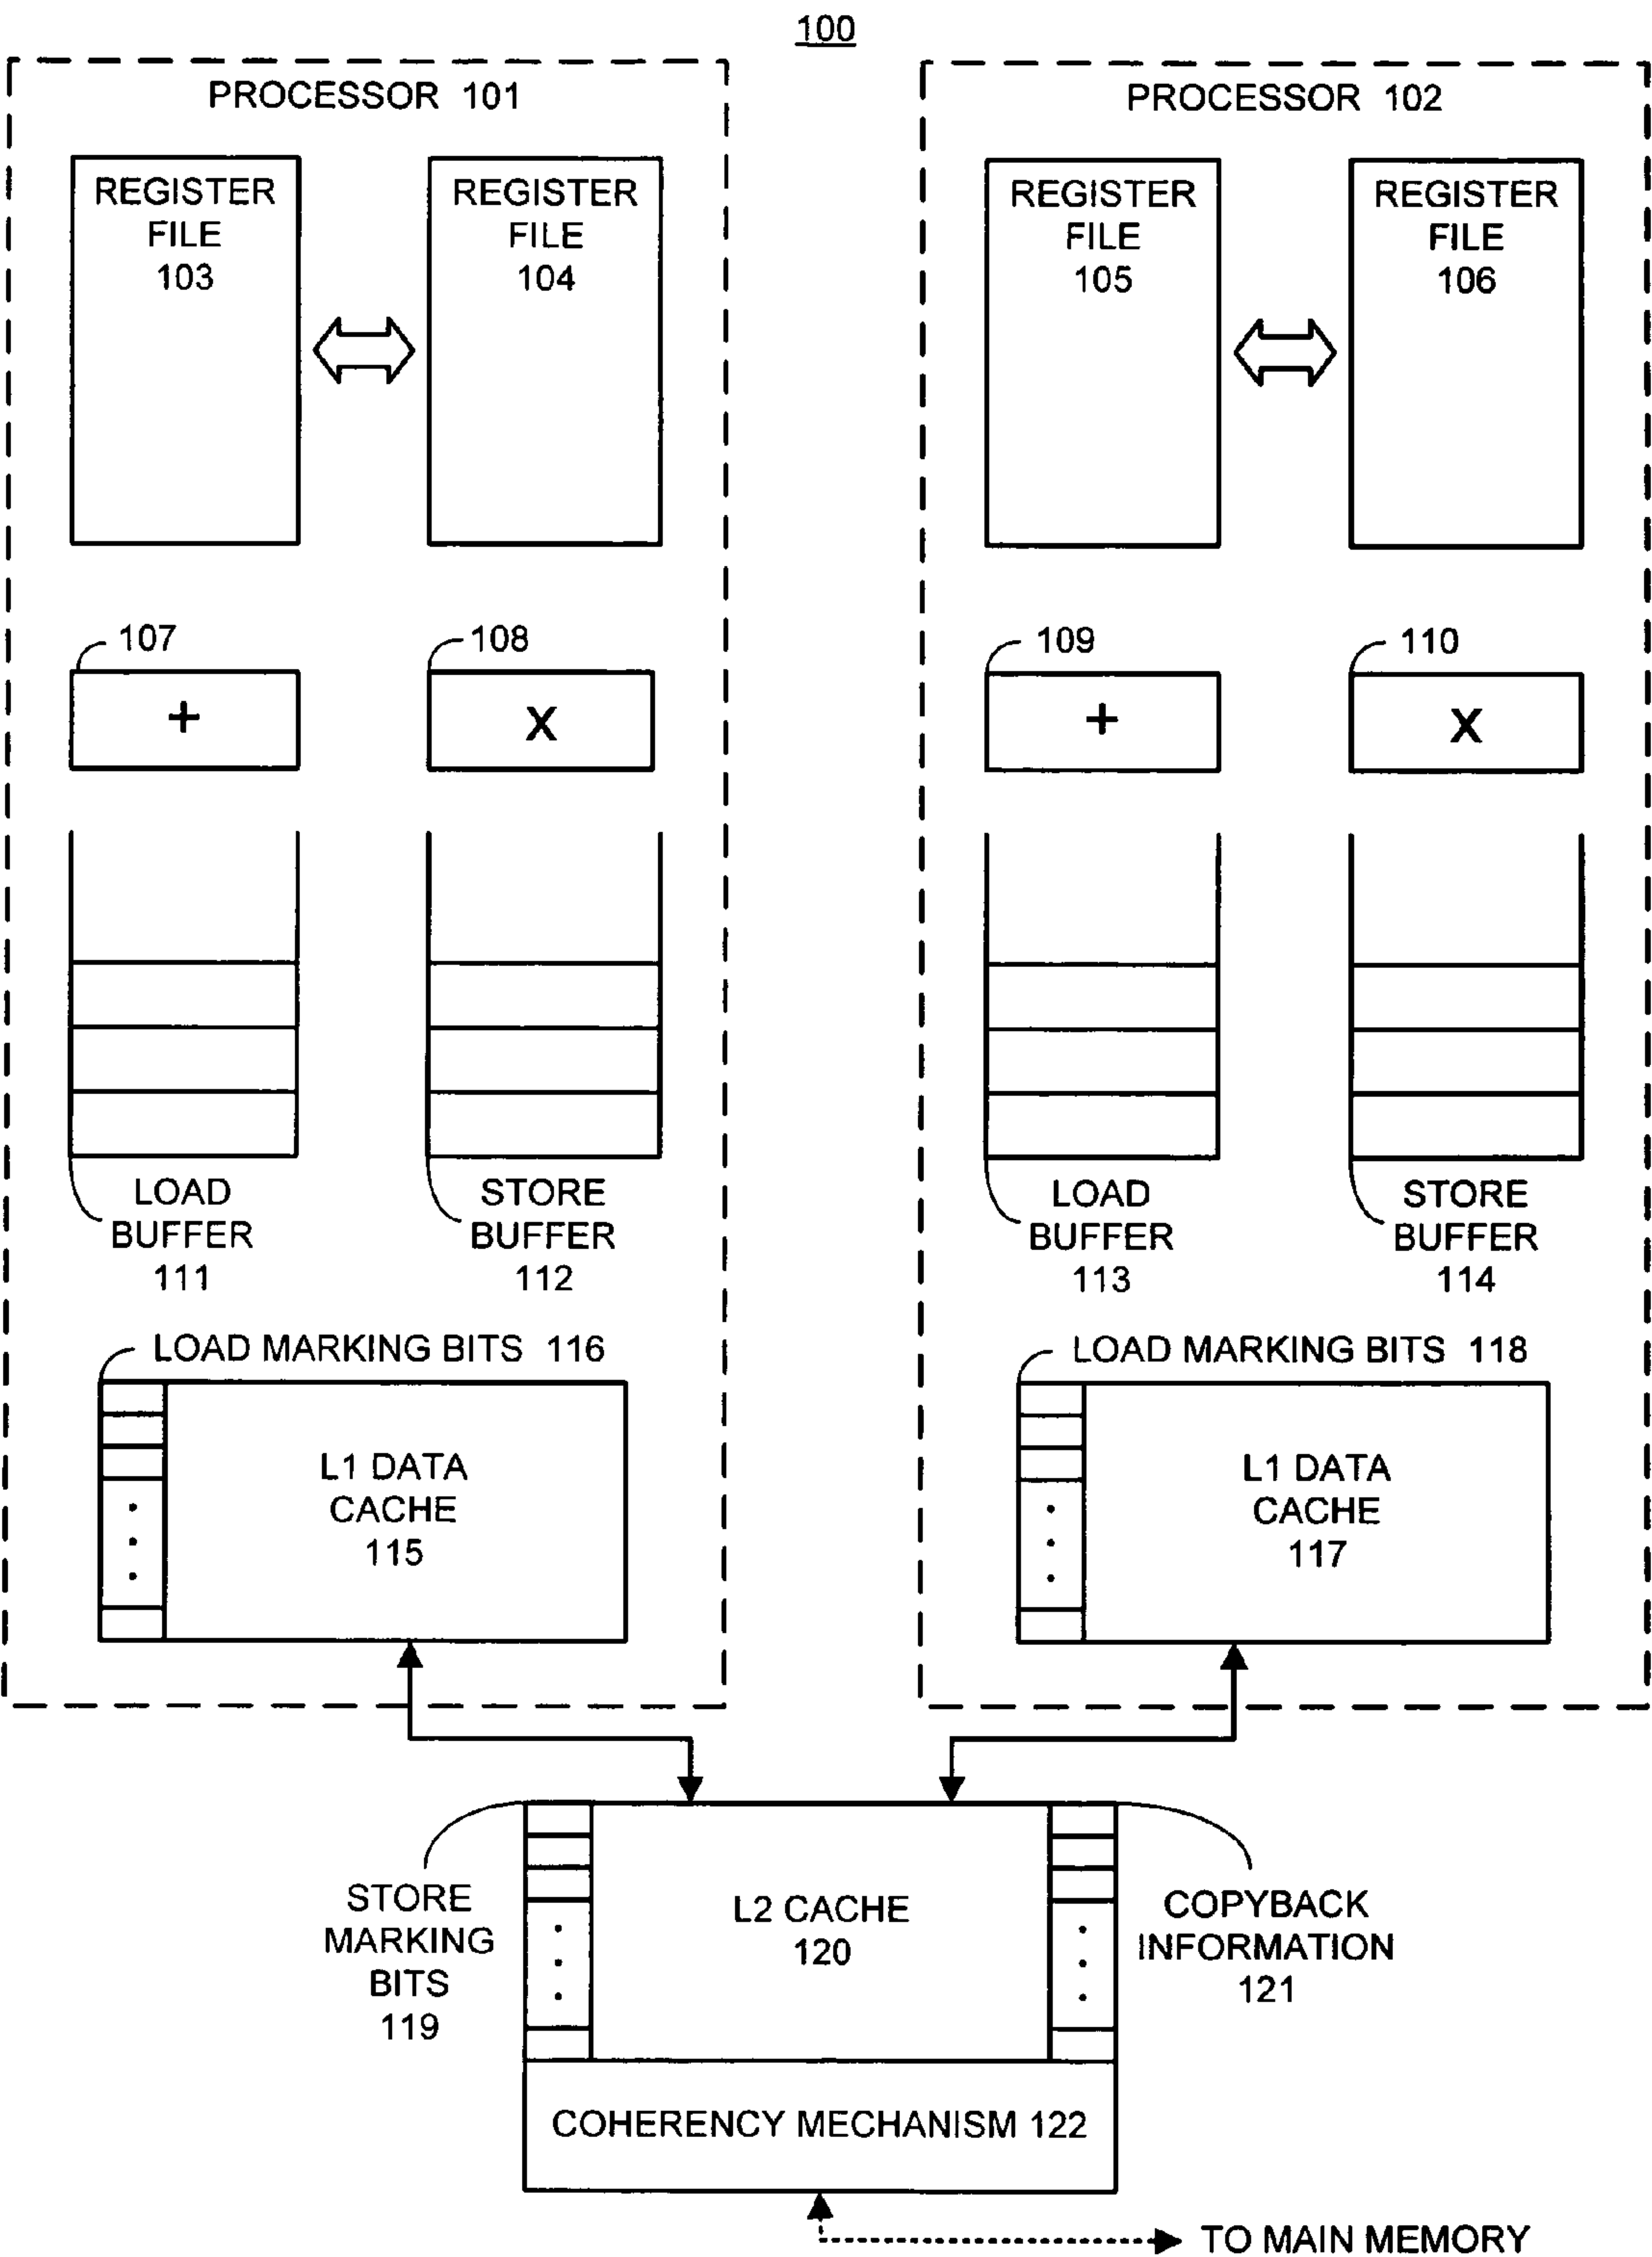 100
PROCESSOR 101
REGISTER
FILE
103
REGISTER
FILE
104
107
108
+
X
LOAD
BUFFER
111
STORE
BUFFER
112
LOAD MARKING BITS 116
L1 DATA
CACHE
115
PROCESSOR 102
REGISTER
FILE
105
REGISTER
FILE
106
109
110
+
X
LOAD
BUFFER
113
STORE
BUFFER
114
LOAD MARKING BITS 118
L1 DATA
CACHE
117
STORE
MARKING
BITS
119
L2 CACHE
120
COPYBACK
INFORMATION
121
COHERENCY MECHANISM 122
TO MAIN MEMORY